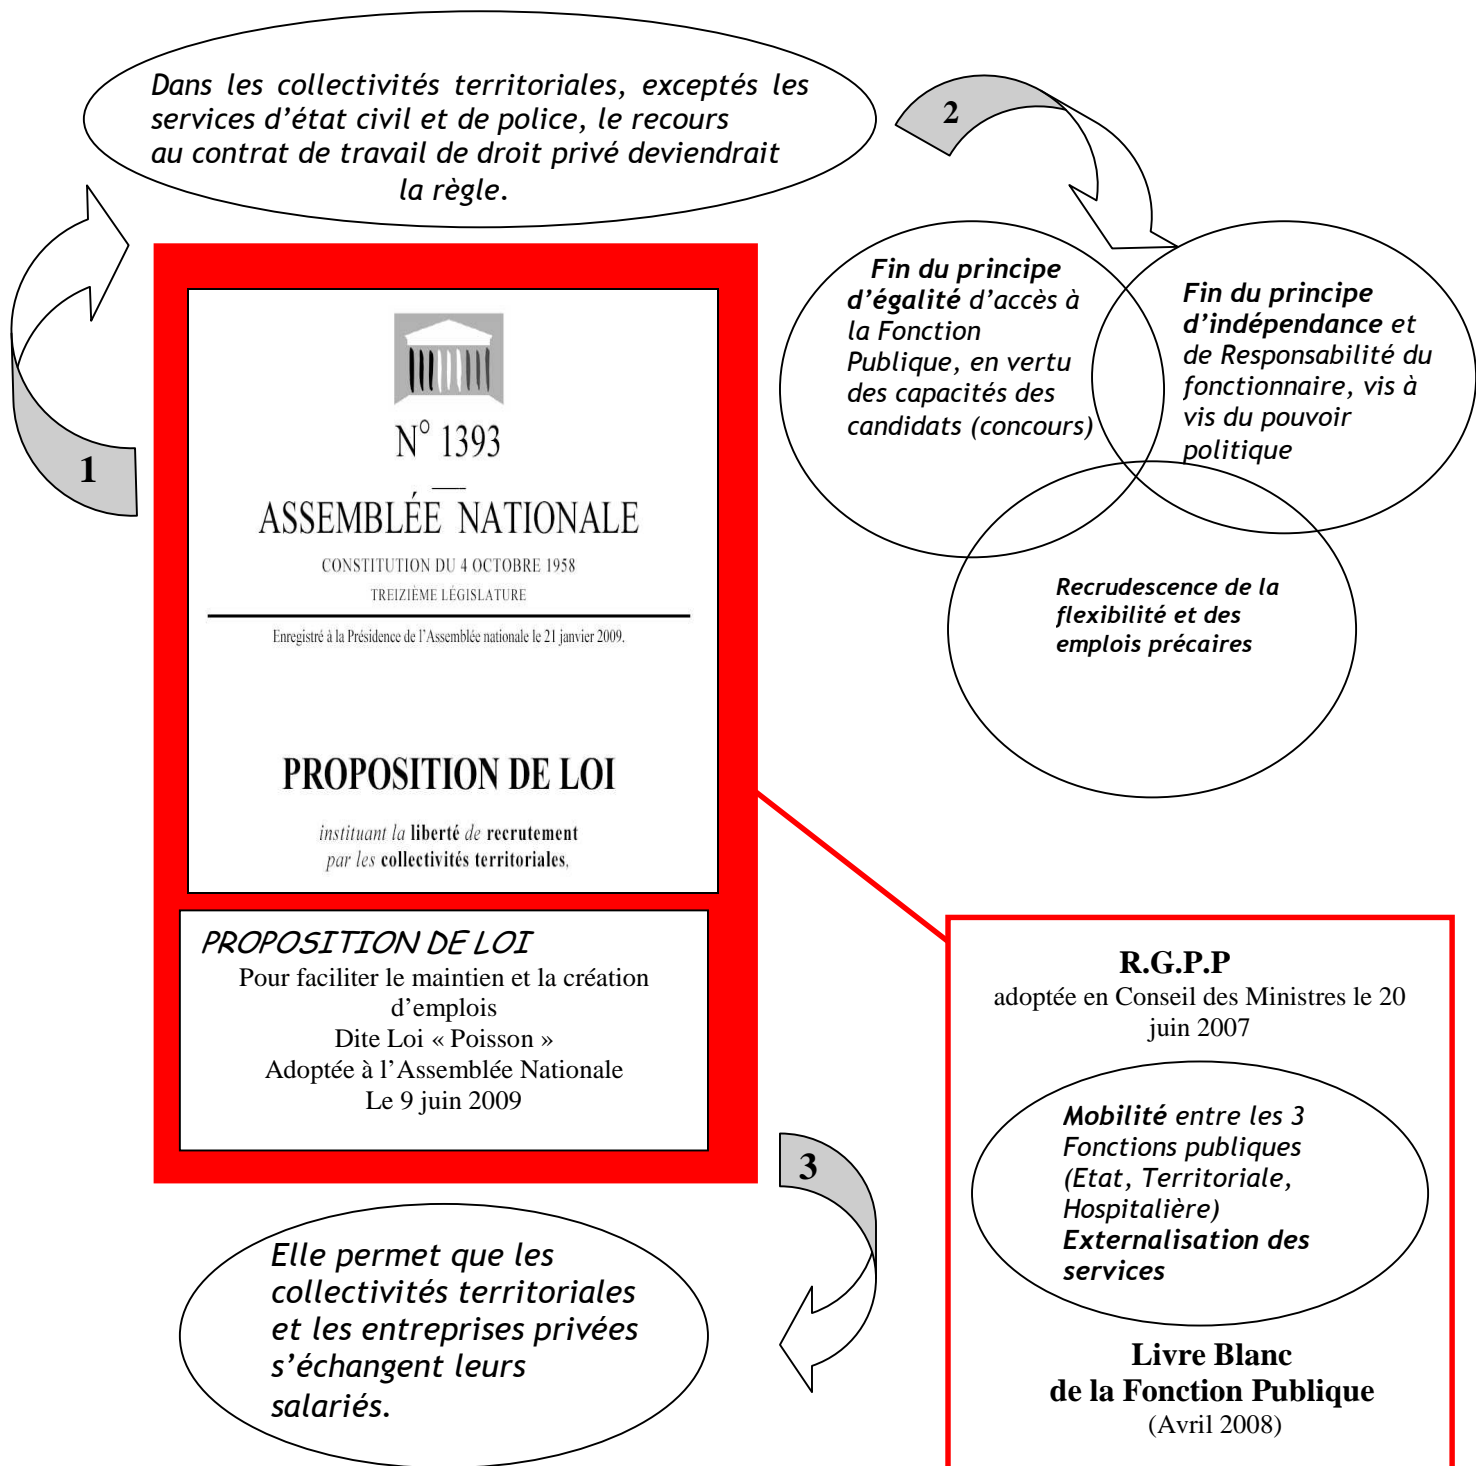 Dans les collectivités territoriales, exceptés les
services d'état civil et de police, le recours
au contrat de travail de droit privé deviendrait
la règle.
2
1
Fin du principe
d'égalité d'accès à
la Fonction
Publique, en vertu
des capacités des
candidats (concours)
Fin du principe
d'indépendance et
de Responsabilité du
fonctionnaire, vis à
vis du pouvoir
politique
Recrudescence de la
flexibilité et des
emplois précaires
N° 1393
ASSEMBLÉE NATIONALE
CONSTITUTION DU 4 OCTOBRE 1958
TREIZIÈME LÉGISLATURE
Enregistré à la Présidence de l'Assemblée nationale le 21 janvier 2009.
PROPOSITION DE LOI
instituant la liberté de recrutement
par les collectivités territoriales,
PROPOSITION DE LOI
Pour faciliter le maintien et la création
d'emplois
Dite Loi « Poisson »
Adoptée à l'Assemblée Nationale
Le 9 juin 2009
3
Elle permet que les
collectivités territoriales
et les entreprises privées
s'échangent leurs
salariés.
R.G.P.P
adoptée en Conseil des Ministres le 20
juin 2007
Mobilité entre les 3
Fonctions publiques
(Etat, Territoriale,
Hospitalière)
Externalisation des
services
Livre Blanc
de la Fonction Publique
(Avril 2008)